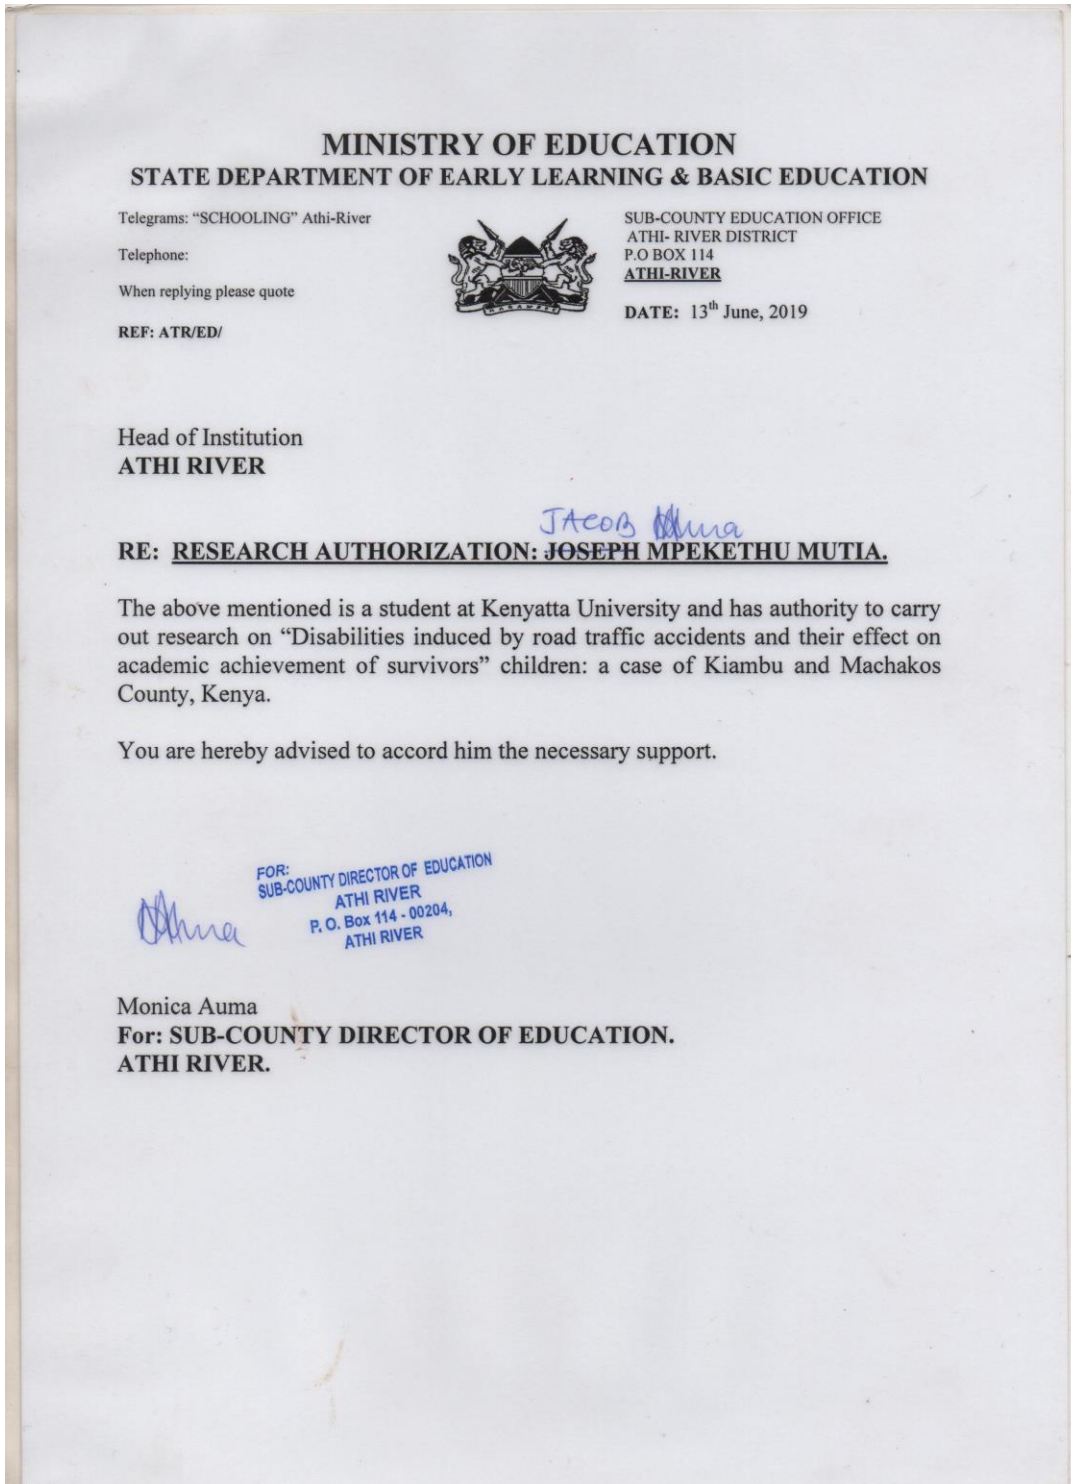 MINISTRY OF EDUCATION
STATE DEPARTMENT OF EARLY LEARNING & BASIC EDUCATION
Telegrams: “SCHOOLING” Athi-River
Telephone:
When replying please quote
REF: ATR/ED/
SUB-COUNTY EDUCATION OFFICE
ATHI- RIVER DISTRICT
P.O BOX 114
ATHI-RIVER
DATE: 13th June, 2019
HARAMBEE
Head of Institution
ATHI RIVER
JACOB
RE: RESEARCH AUTHORIZATION: JOSEPH MPEKETHU MUTIA.
The above mentioned is a student at Kenyatta University and has authority to carry
out research on “Disabilities induced by road traffic accidents and their effect on
academic achievement of survivors” children: a case of Kiambu and Machakos
County, Kenya.
You are hereby advised to accord him the necessary support.
FOR:
SUB-COUNTY DIRECTOR OF EDUCATION
ATHI RIVER
P. O. Box 114 - 00204,
ATHI RIVER
Monica Auma
For: SUB-COUNTY DIRECTOR OF EDUCATION.
ATHI RIVER.